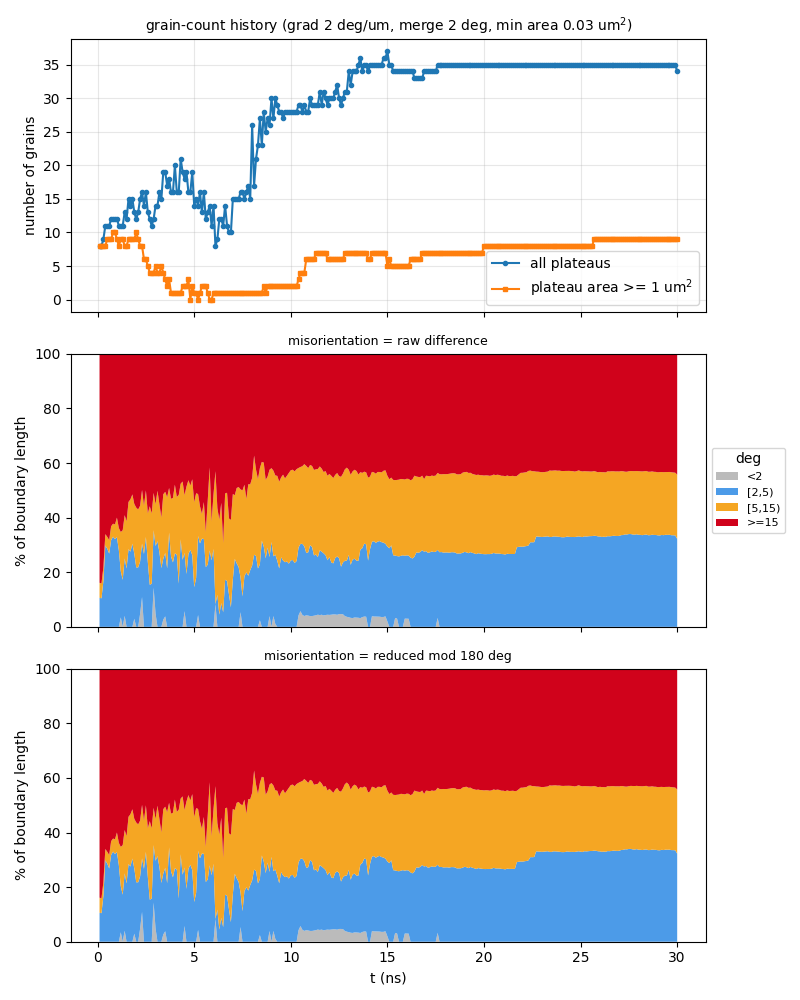 grain-count history (grad 2 deg/um, merge 2 deg, min area 0.03 um²)
number of grains
35
30
25
20
15
10
5
0
all plateaus
plateau area >= 1 um²
misorientation = raw difference
% of boundary length
100
80
60
40
20
0
deg
<2
[2,5)
[5,15)
>=15
misorientation = reduced mod 180 deg
% of boundary length
100
80
60
40
20
0
0 5 10 15 20 25 30
t (ns)